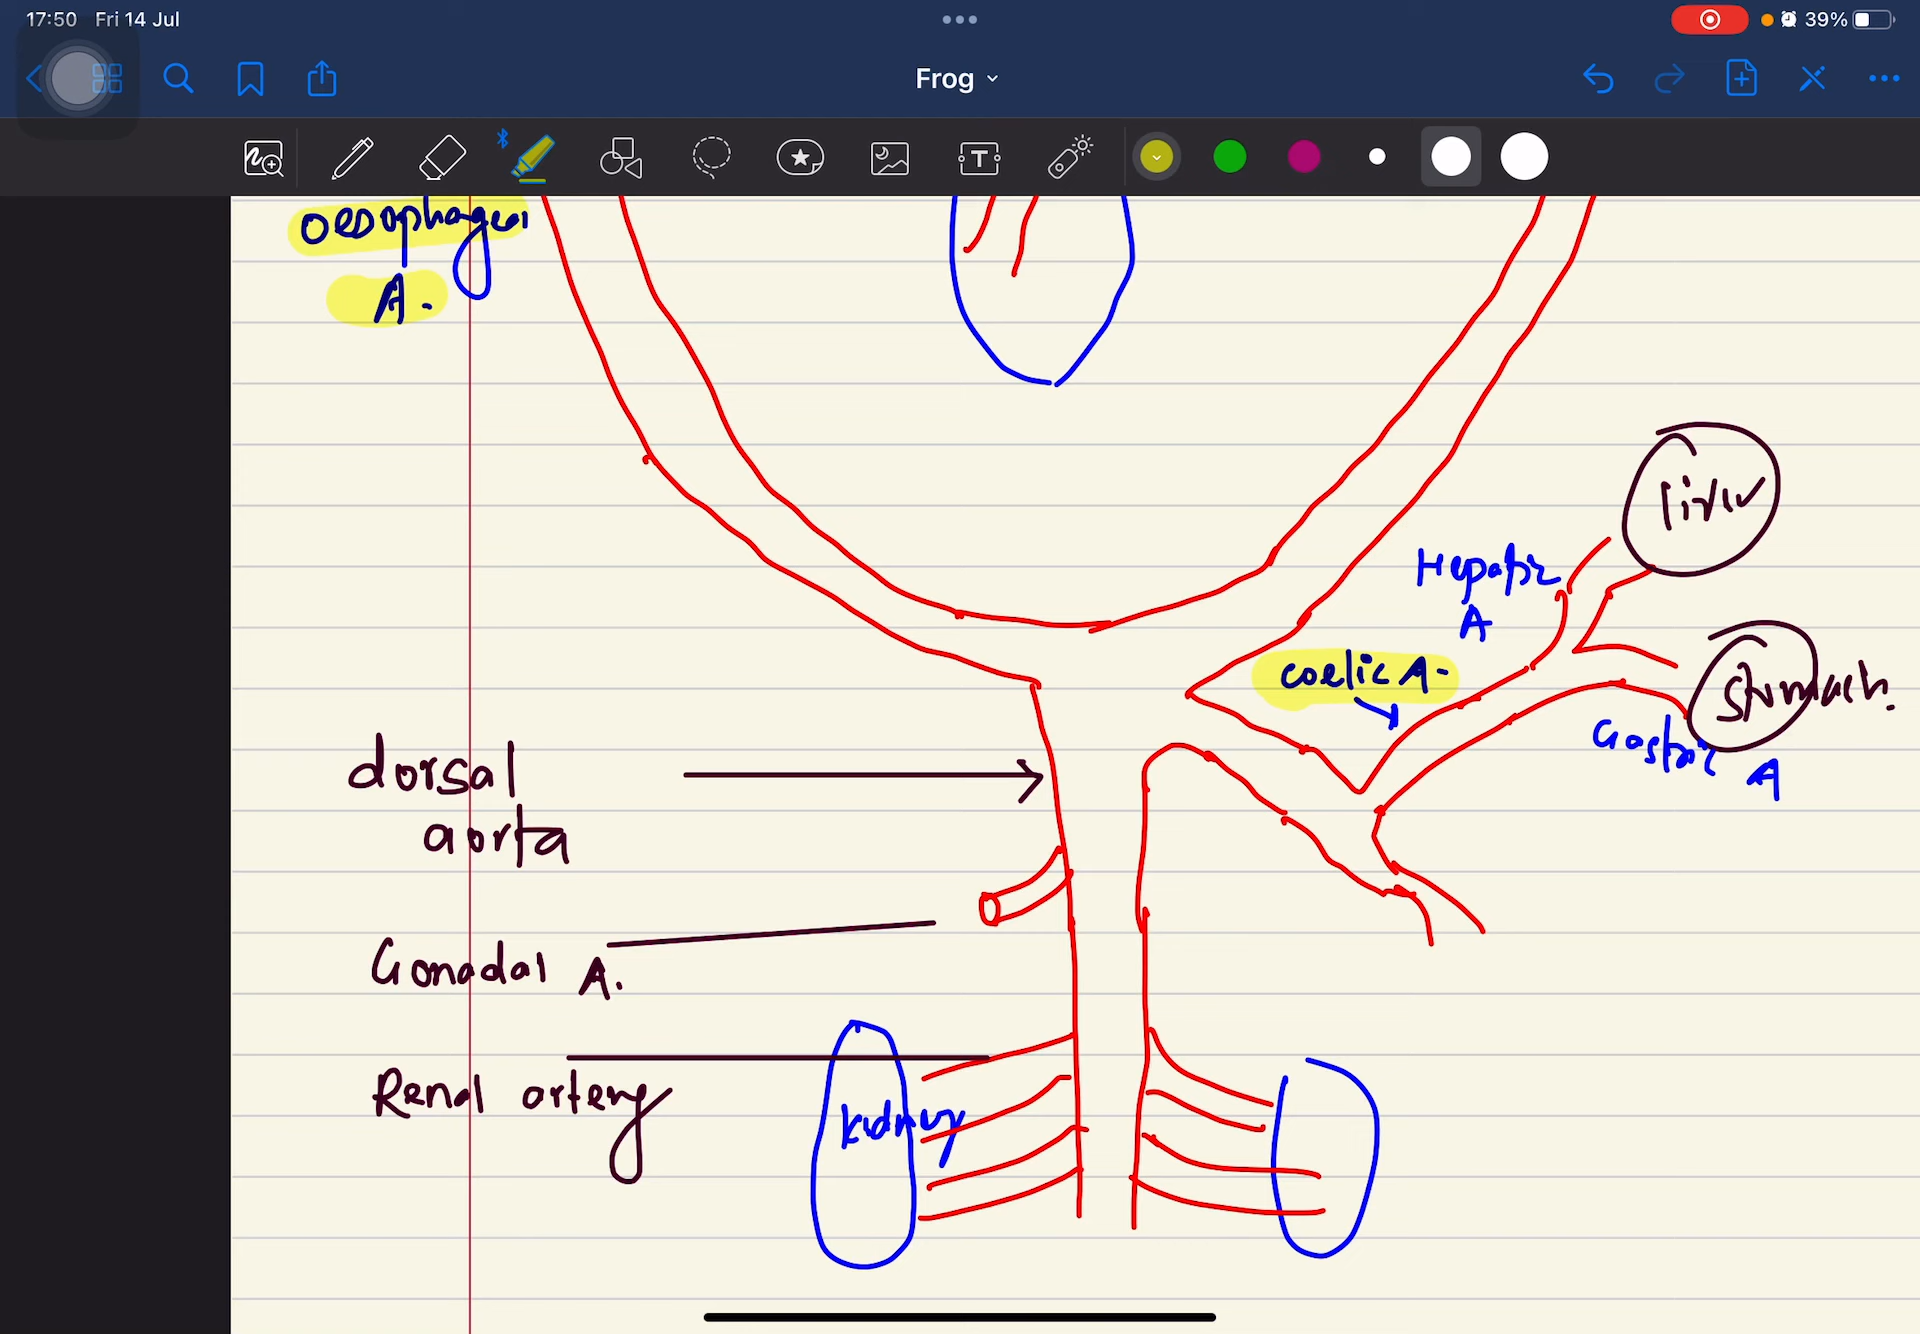 17:50 Fri 14 Jul
39%
Frog
T
oesophageal
A.
liver
Hepatic
A
coelic A-
Stomach.
Gastric A
dorsal
aorta
Gonadal A.
Renal artery
kidney